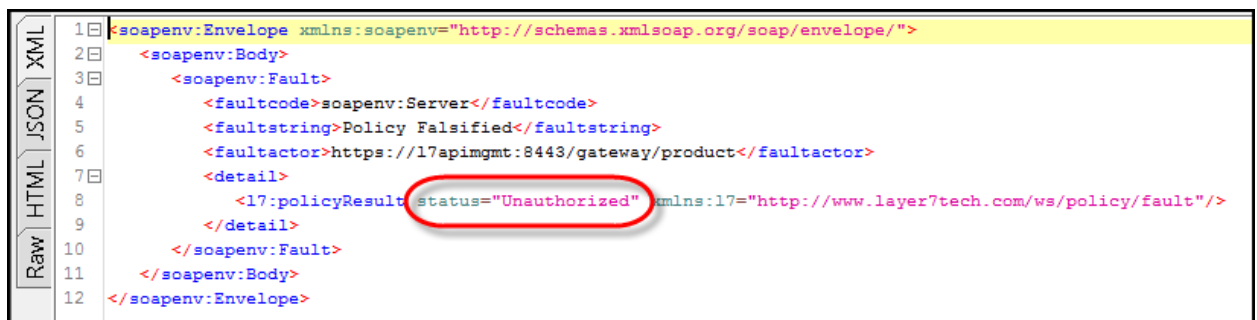 XML
JSON
HTML
Raw
1 <soapenv:Envelope xmlns:soapenv="http://schemas.xmlsoap.org/soap/envelope/">
2 <soapenv:Body>
3 <soapenv:Fault>
4 <faultcode>soapenv:Server</faultcode>
5 <faultstring>Policy Falsified</faultstring>
6 <faultactor>https://l7apimgmt:8443/gateway/product</faultactor>
7 <detail>
8 <l7:policyResult status="Unauthorized" xmlns:l7="http://www.layer7tech.com/ws/policy/fault"/>
9 </detail>
10 </soapenv:Fault>
11 </soapenv:Body>
12 </soapenv:Envelope>